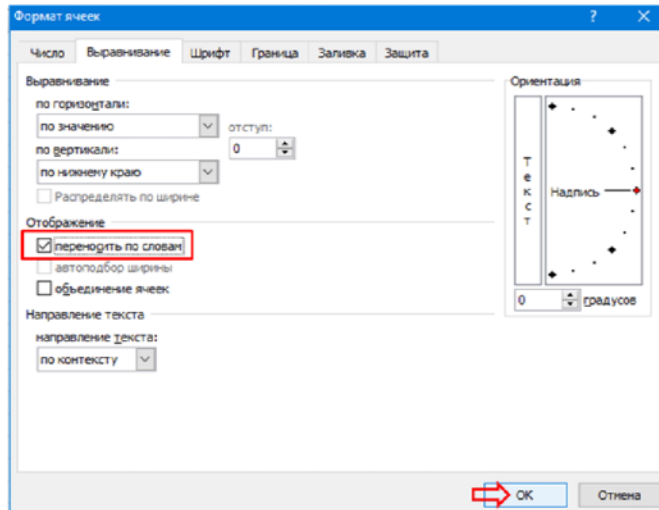 Формат ячеек
Число Выравнивание Шрифт Граница Заливка Защита
Выравнивание
по горизонтали:
по значению
отступ:
по вертикали:
0
по нижнему краю
Распределять по ширине
Отображение
переносить по словам
автоподбор ширины
объединение ячеек
Направление текста
направление текста:
по контексту
Ориентация
Текст
Надпись
0 градусов
ОК Отмена